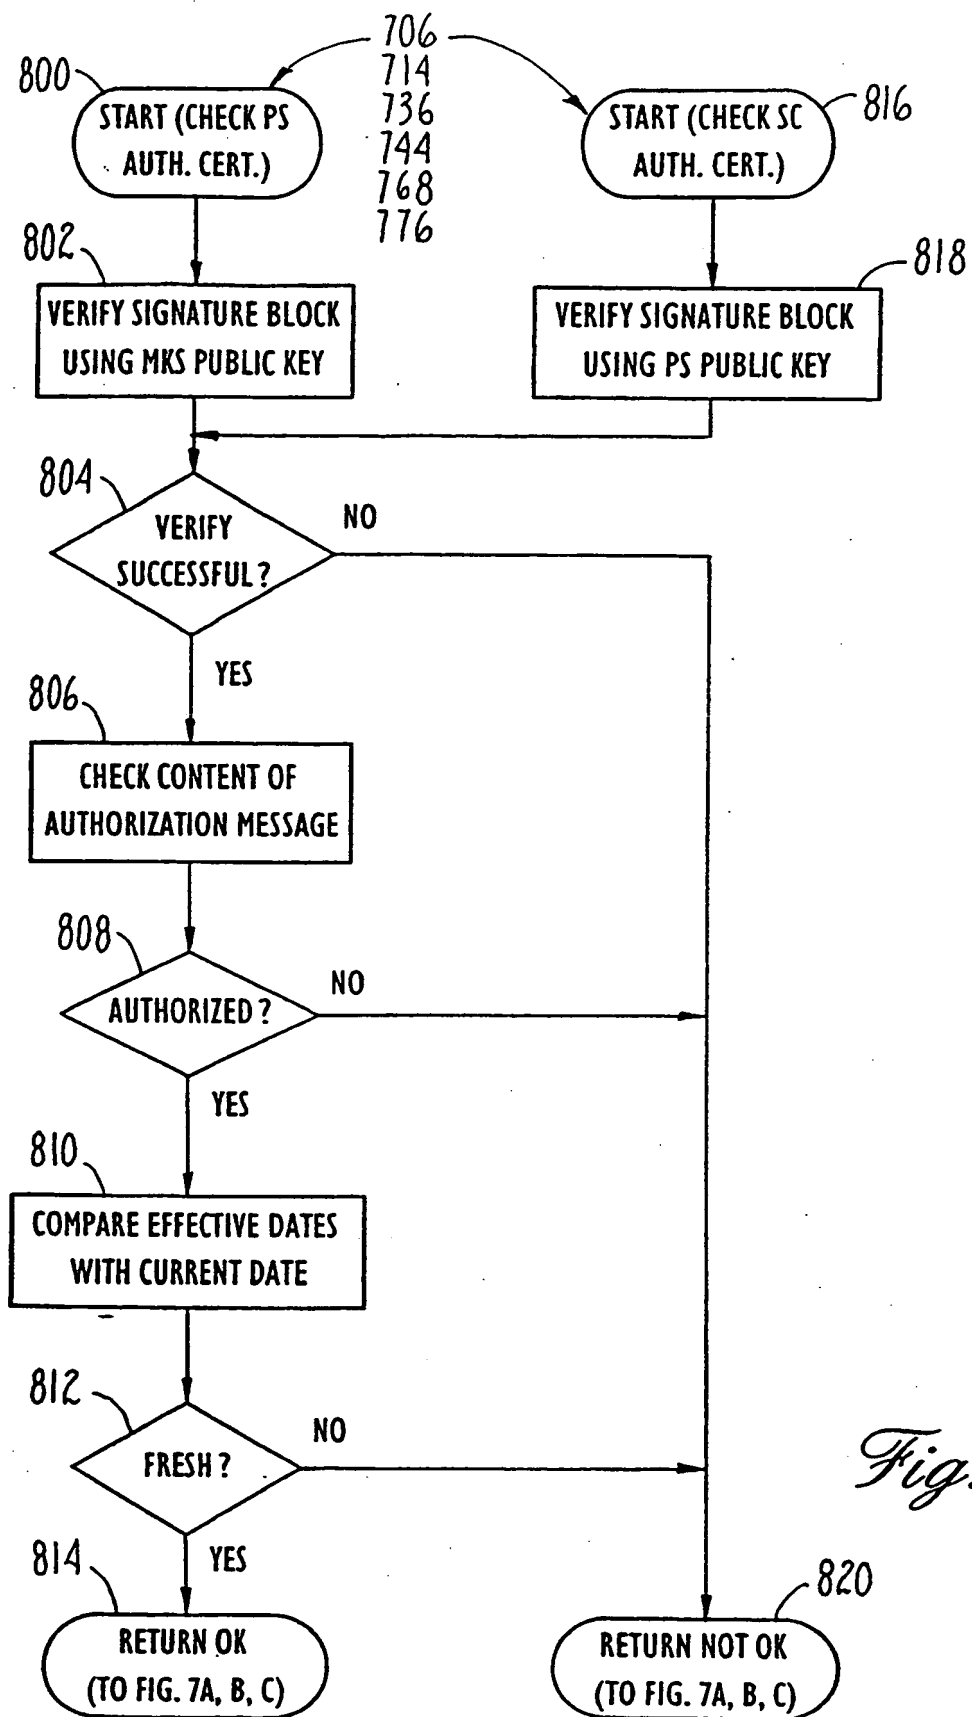 706
714
736
744
768
776
800
START (CHECK PS
AUTH. CERT.)
816
START (CHECK SC
AUTH. CERT.)
802
VERIFY SIGNATURE BLOCK
USING MKS PUBLIC KEY
818
VERIFY SIGNATURE BLOCK
USING PS PUBLIC KEY
804
VERIFY
SUCCESSFUL?
NO
YES
806
CHECK CONTENT OF
AUTHORIZATION MESSAGE
808
AUTHORIZED?
NO
YES
810
COMPARE EFFECTIVE DATES
WITH CURRENT DATE
812
FRESH?
NO
YES
Fig.
814
RETURN OK
(TO FIG. 7A, B, C)
820
RETURN NOT OK
(TO FIG. 7A, B, C)